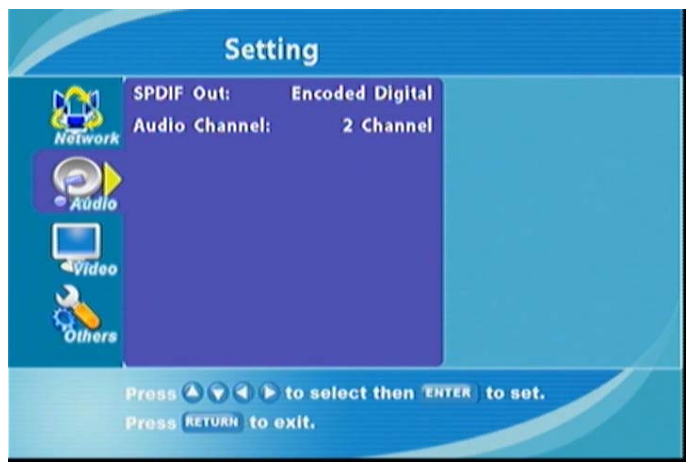 Setting
SPDIF Out: Encoded Digital
Audio Channel: 2 Channel
Network
Audio
Video
Others
Press to select then ENTER to set.
Press RETURN to exit.